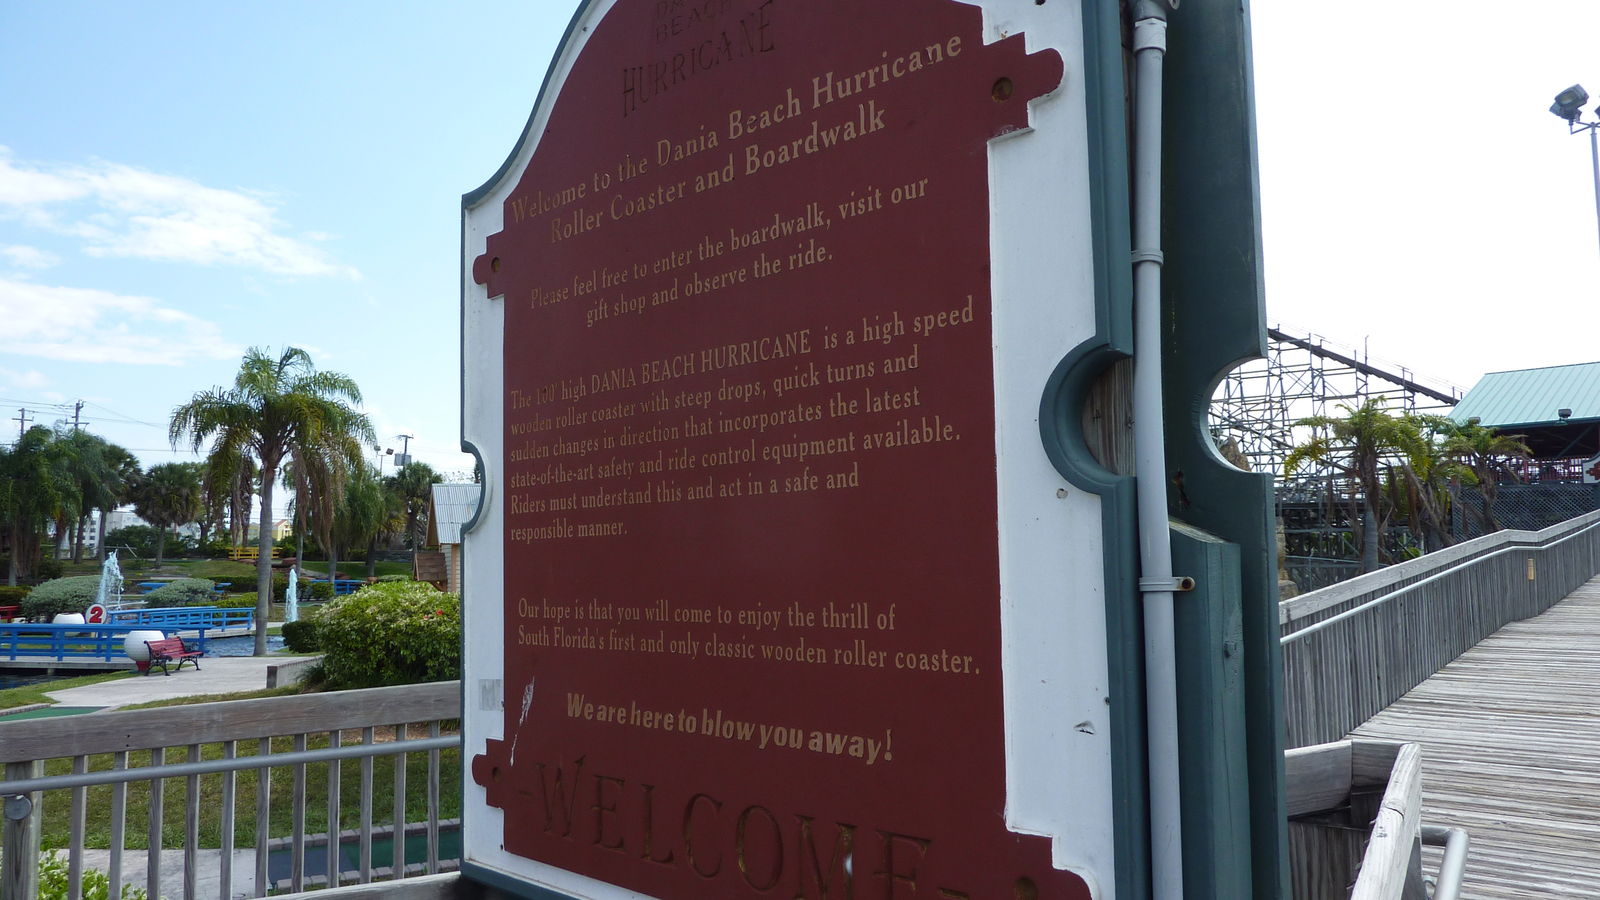 BEACH
HURRICANE
Welcome to the Dania Beach Hurricane
Roller Coaster and Boardwalk
Please feel free to enter the boardwalk, visit our
gift shop and observe the ride.
The 100' high DANIA BEACH HURRICANE is a high speed
wooden roller coaster with steep drops, quick turns and
sudden changes in direction that incorporates the latest
state-of-the-art safety and ride control equipment available.
Riders must understand this and act in a safe and
responsible manner.
Our hope is that you will come to enjoy the thrill of
South Florida's first and only classic wooden roller coaster.
We are here to blow you away!
-WELCOME-
2